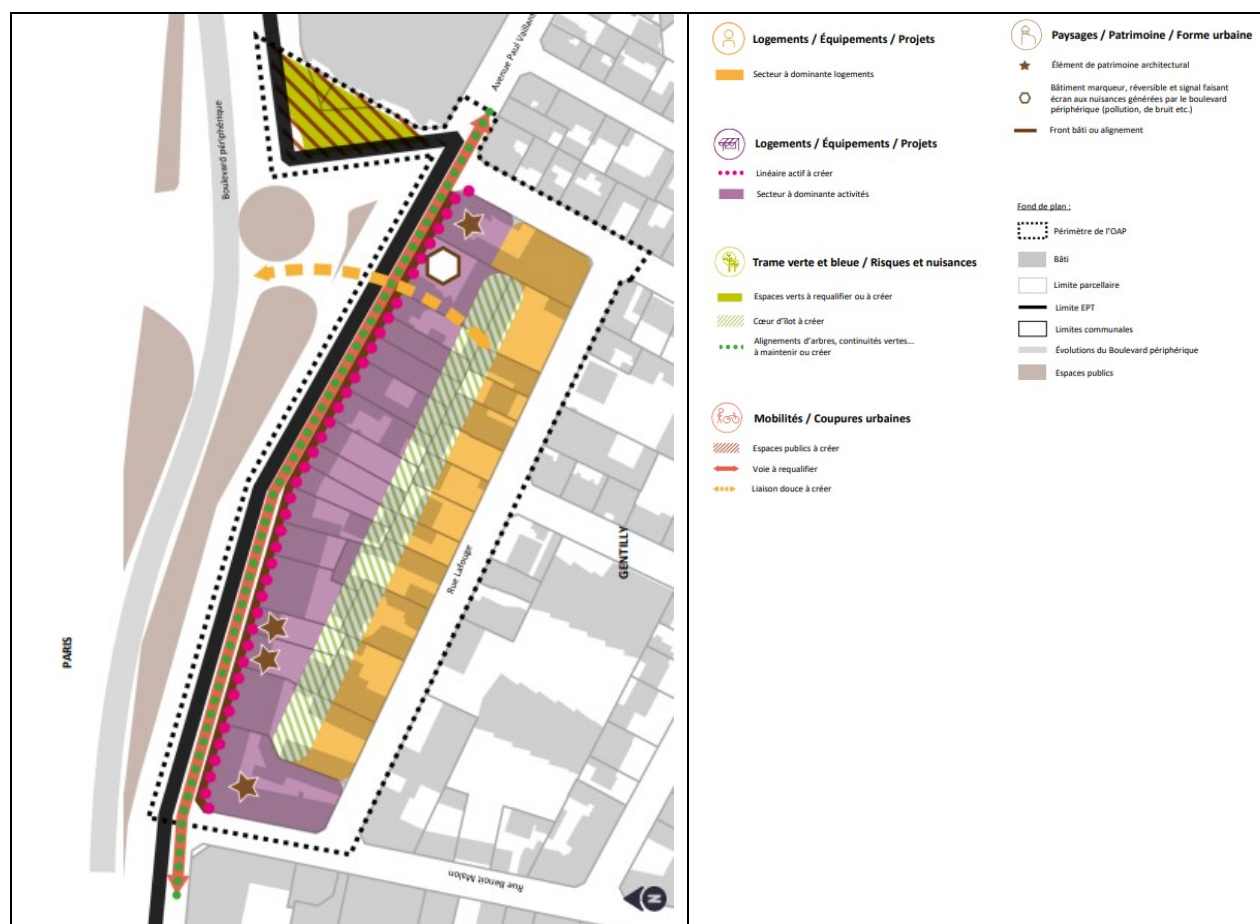 Avenue Paul Vaillant
Boulevard périphérique
PARIS
Rue Lafouge
GENTILLY
Rue Benoit Malon
N
Logements / Équipements / Projets
Secteur à dominante logements
Logements / Équipements / Projets
Linéaire actif à créer
Secteur à dominante activités
Trame verte et bleue / Risques et nuisances
Espaces verts à requalifier ou à créer
Cœur d'îlot à créer
Alignements d'arbres, continuités vertes...
à maintenir ou créer
Mobilités / Coupures urbaines
Espaces publics à créer
Voie à requalifier
Liaison douce à créer
Paysages / Patrimoine / Forme urbaine
Élément de patrimoine architectural
Bâtiment marqueur, réversible et signal faisant
écran aux nuisances générées par le boulevard
périphérique (pollution, de bruit etc.)
Front bâti ou alignement
Fond de plan :
Périmètre de l'OAP
Bâti
Limite parcellaire
Limite EPT
Limites communales
Évolutions du Boulevard périphérique
Espaces publics